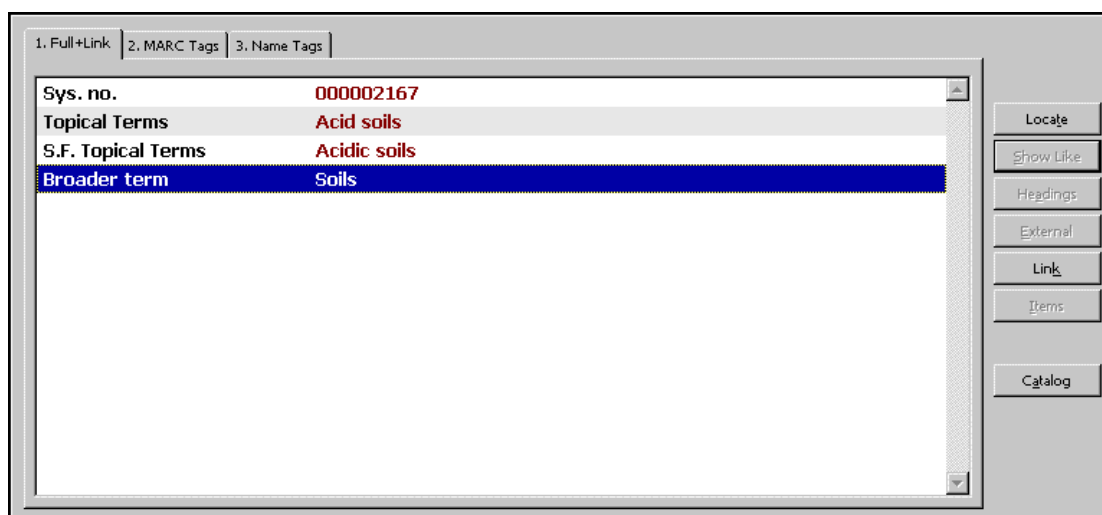 1. Full+Link 2. MARC Tags 3. Name Tags
Sys. no. 000002167
Topical Terms Acid soils
S.F. Topical Terms Acidic soils
Broader term Soils
Locate
Show Like
Headings
External
Link
Items
Catalog